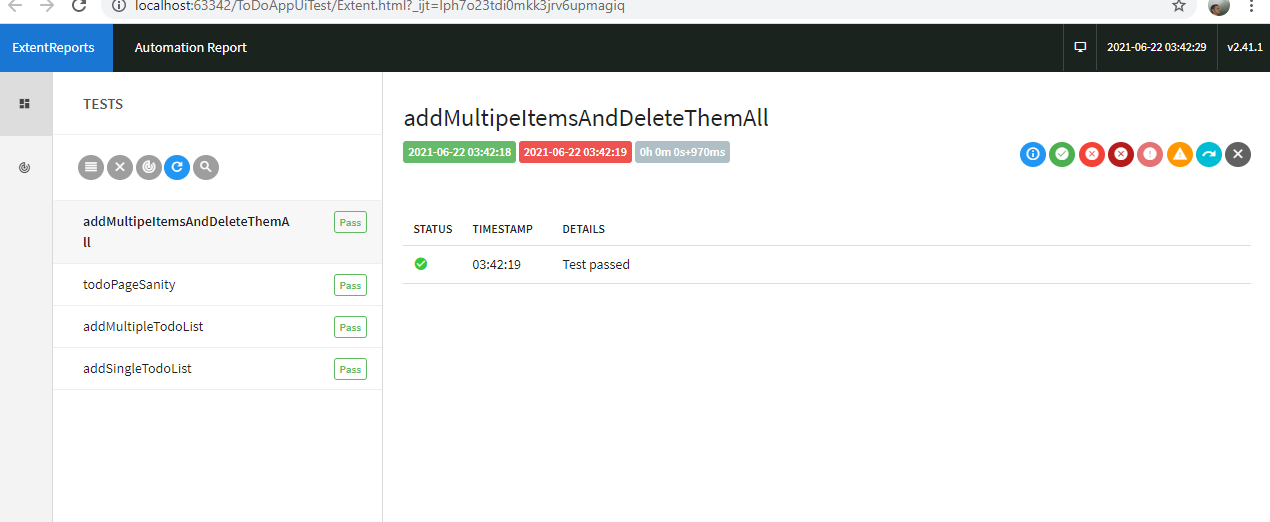 localhost:63342/ToDoAppUiTest/Extent.html?_ijt=lph7o23tdi0mkk3jrv6upmagiq
ExtentReports Automation Report 2021-06-22 03:42:29 v2.41.1
TESTS
addMultipeItemsAndDeleteThemA
ll
Pass
todoPageSanity Pass
addMultipleTodoList Pass
addSingleTodoList Pass
addMultipeItemsAndDeleteThemAll
2021-06-22 03:42:18 2021-06-22 03:42:19 0h 0m 0s+970ms
STATUS TIMESTAMP DETAILS
03:42:19 Test passed